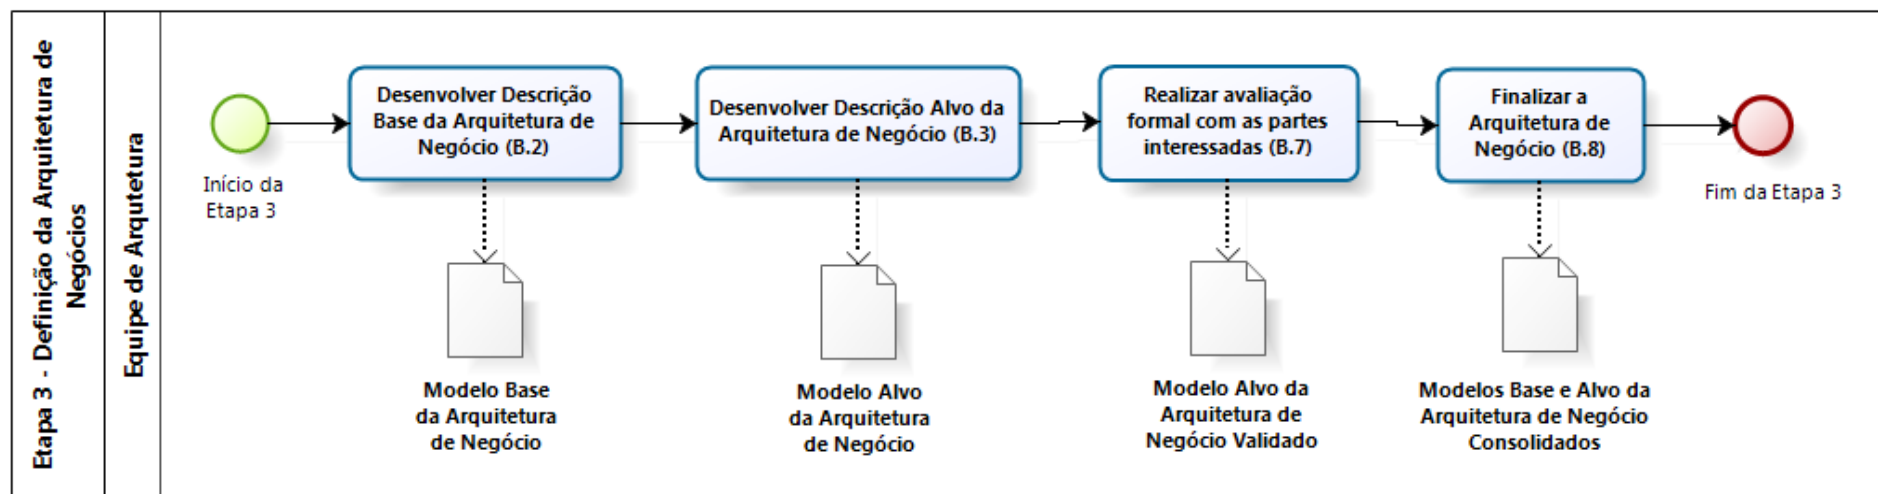 Etapa 3 - Definição da Arquitetura de
Negócios
Equipe de Arqutetura
Início da
Etapa 3
Desenvolver Descrição
Base da Arquitetura de
Negócio (B.2)
Desenvolver Descrição Alvo da
Arquitetura de Negócio (B.3)
Realizar avaliação
formal com as partes
interessadas (B.7)
Finalizar a
Arquitetura de
Negócio (B.8)
Fim da Etapa 3
Modelo Base
da Arquitetura
de Negócio
Modelo Alvo
da Arquitetura
de Negócio
Modelo Alvo da
Arquitetura de
Negócio Validado
Modelos Base e Alvo da
Arquitetura de Negócio
Consolidados